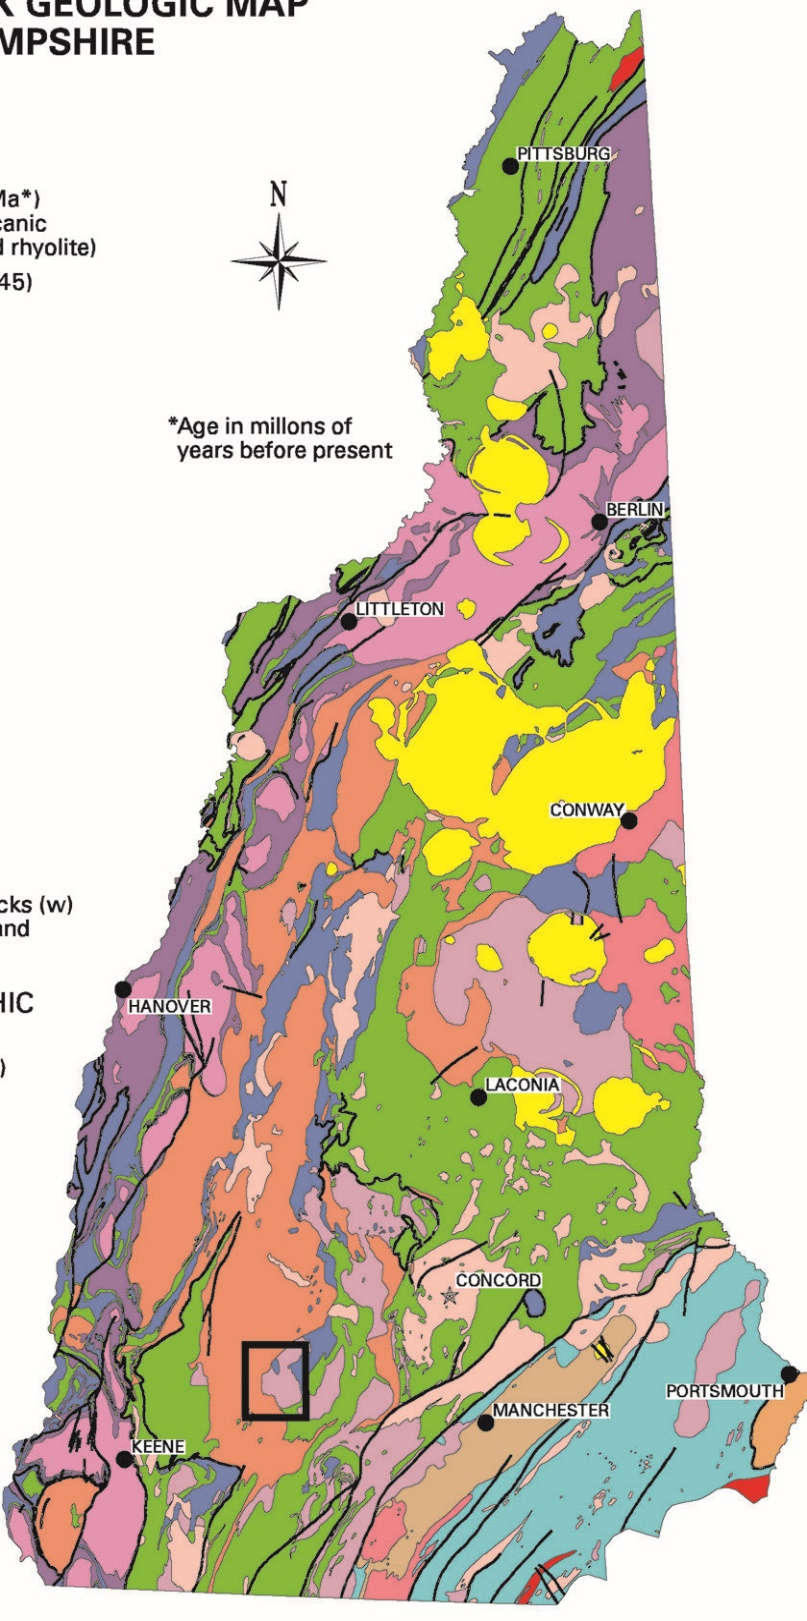 K GEOLOGIC MAP
MPSHIRE
Ma*)
canic
d rhyolite)
45)
N
*Age in millons of
years before present
cks (w)
and
HIC
)
PITTSBURG
BERLIN
LITTLETON
CONWAY
HANOVER
LACONIA
CONCORD
MANCHESTER
PORTSMOUTH
KEENE